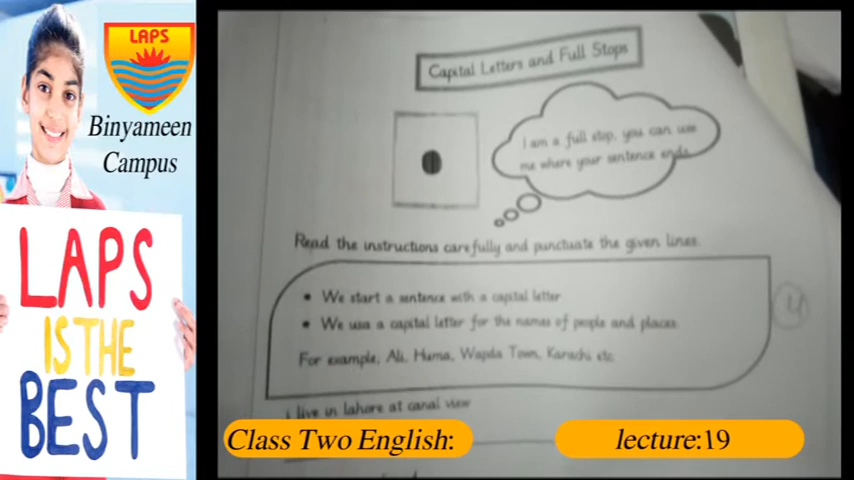 LAPS
Binyameen
Campus
LAPS
IS THE
BEST
Capital Letters and Full Stops
I am a full stop, you can use
me where your sentence ends.
Read the instructions carefully and punctuate the given lines.
• We start a sentence with a capital letter
• We use a capital letter for the names of people and places.
For example, Ali, Huma, Wapda Town, Karachi etc
i live in lahore at canal view
Class Two English:
lecture:19